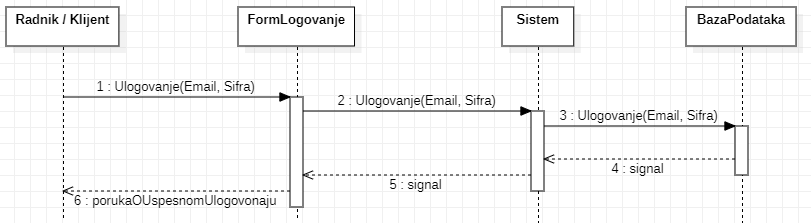 Radnik / Klijent
FormLogovanje
Sistem
BazaPodataka
1 : Ulogovanje(Email, Sifra)
2 : Ulogovanje(Email, Sifra)
3 : Ulogovanje(Email, Sifra)
4 : signal
5 : signal
6 : porukaOUspesnomUlogovonaju